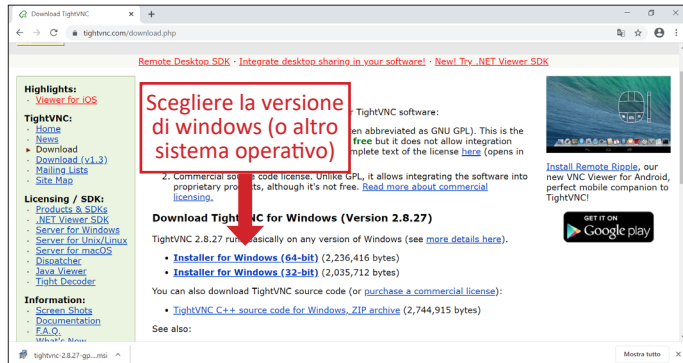 Download TightVNC
tightvnc.com/download.php
Remote Desktop SDK · Integrate desktop sharing in your software! · New! Try .NET Viewer SDK
Highlights:
· Viewer for iOS
TightVNC:
· Home
· News
▸ Download
· Download (v1.3)
· Mailing Lists
· Site Map
Licensing / SDK:
· Products & SDKs
· .NET Viewer SDK
· Server for Windows
· Server for Unix/Linux
· Server for macOS
· Dispatcher
· Java Viewer
· Tight Decoder
Information:
· Screen Shots
· Documentation
· F.A.Q.
· What's New
Scegliere la versione
di windows (o altro
sistema operativo)
TightVNC software:
abbreviated as GNU GPL). This is the
free but it does not allow integration
text of the license here (opens in
2. Commercial source code license. Unlike GPL, it allows integrating the software into
proprietary products, although it's not free. Read more about commercial
licensing.
Download TightVNC for Windows (Version 2.8.27)
TightVNC 2.8.27 runs basically on any version of Windows (see more details here).
• Installer for Windows (64-bit) (2,236,416 bytes)
• Installer for Windows (32-bit) (2,035,712 bytes)
You can also download TightVNC source code (or purchase a commercial license):
• TightVNC C++ source code for Windows, ZIP archive (2,744,915 bytes)
See also:
Install Remote Ripple, our
new VNC Viewer for Android,
perfect mobile companion to
TightVNC!
GET IT ON
Google play
tightvnc-2.8.27-gp....msi
Mostra tutto